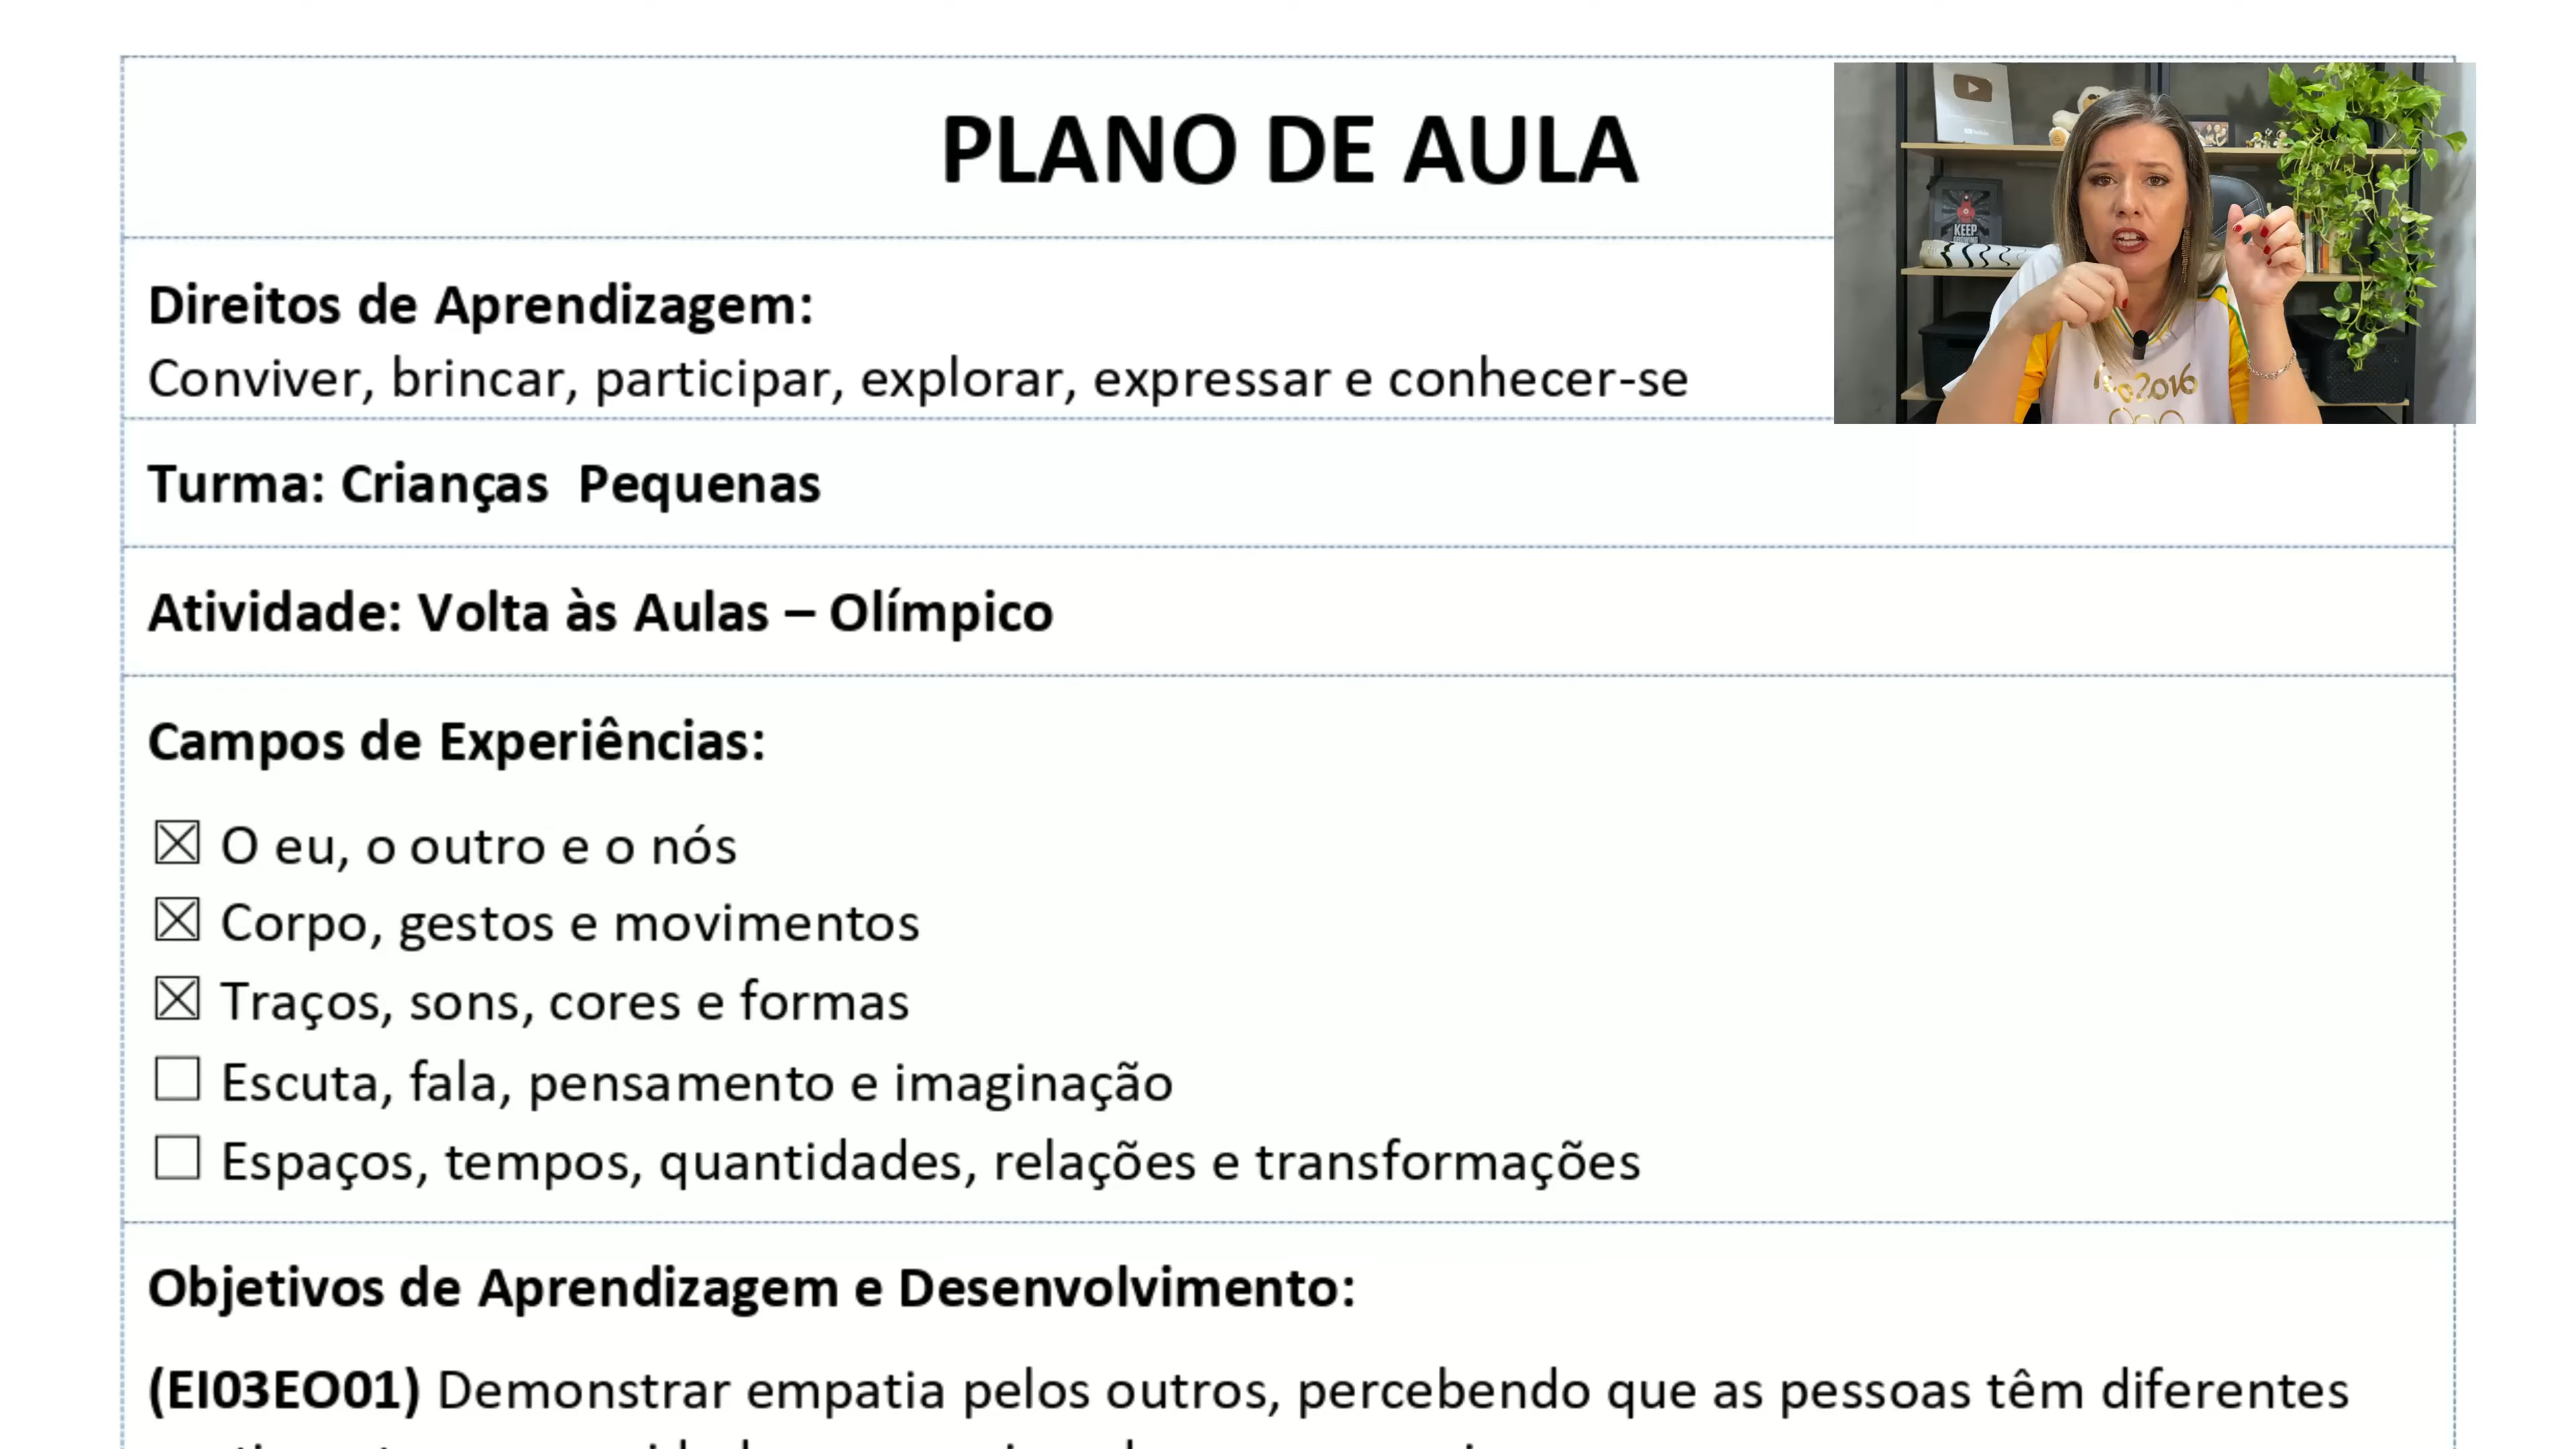 PLANO DE AULA
Direitos de Aprendizagem:
Conviver, brincar, participar, explorar, expressar e conhecer-se
KEEP
Turma: Crianças Pequenas
Atividade: Volta às Aulas – Olímpico
Campos de Experiências:
☒ O eu, o outro e o nós
☒ Corpo, gestos e movimentos
☒ Traços, sons, cores e formas
☐ Escuta, fala, pensamento e imaginação
☐ Espaços, tempos, quantidades, relações e transformações
Objetivos de Aprendizagem e Desenvolvimento:
(EI03EO01) Demonstrar empatia pelos outros, percebendo que as pessoas têm diferentes